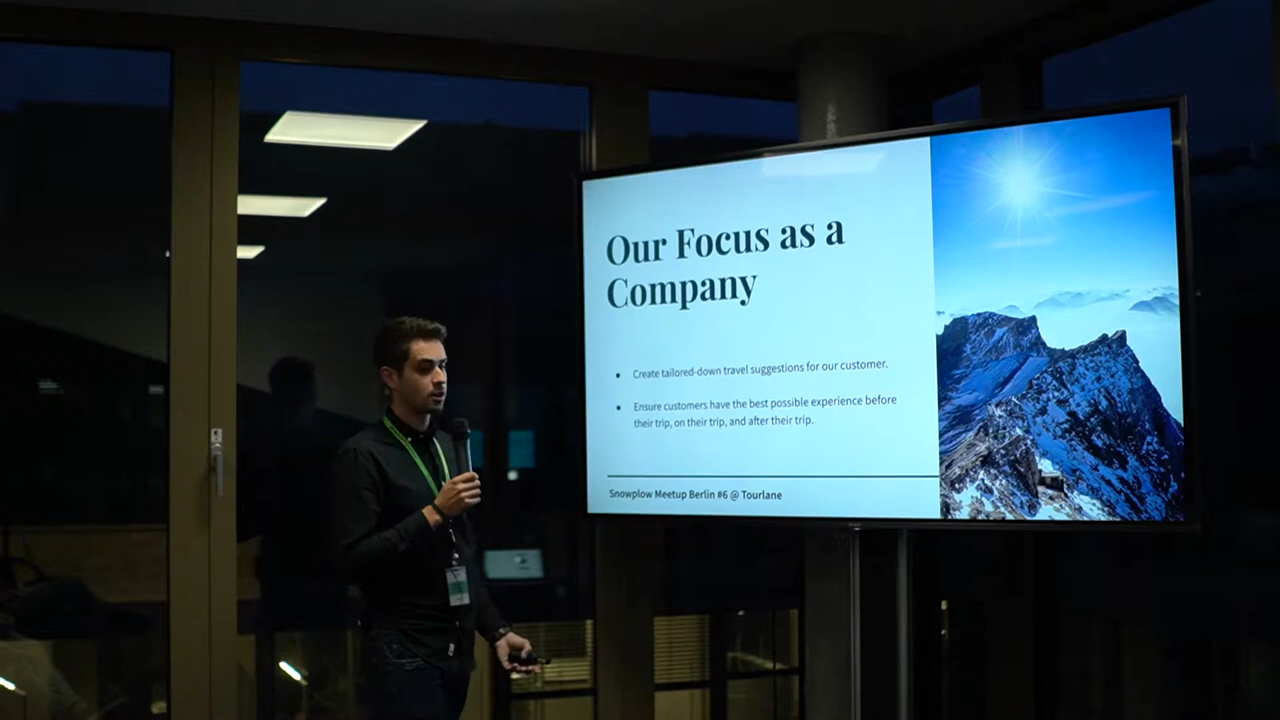 Our Focus as a
Company
• Create tailored-down travel suggestions for our customer.
• Ensure customers have the best possible experience before
their trip, on their trip, and after their trip.
Snowplow Meetup Berlin #6 @ Tourlane